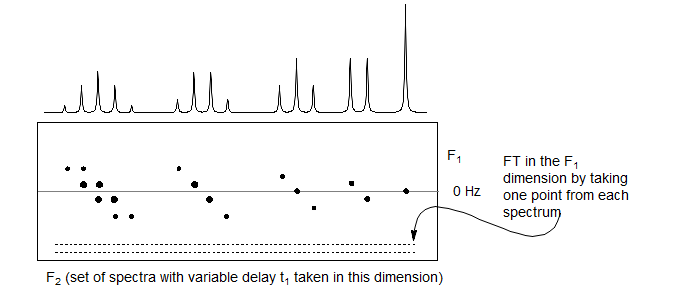 F1
0 Hz
FT in the F1
dimension by taking
one point from each
spectrum
F2 (set of spectra with variable delay t1 taken in this dimension)